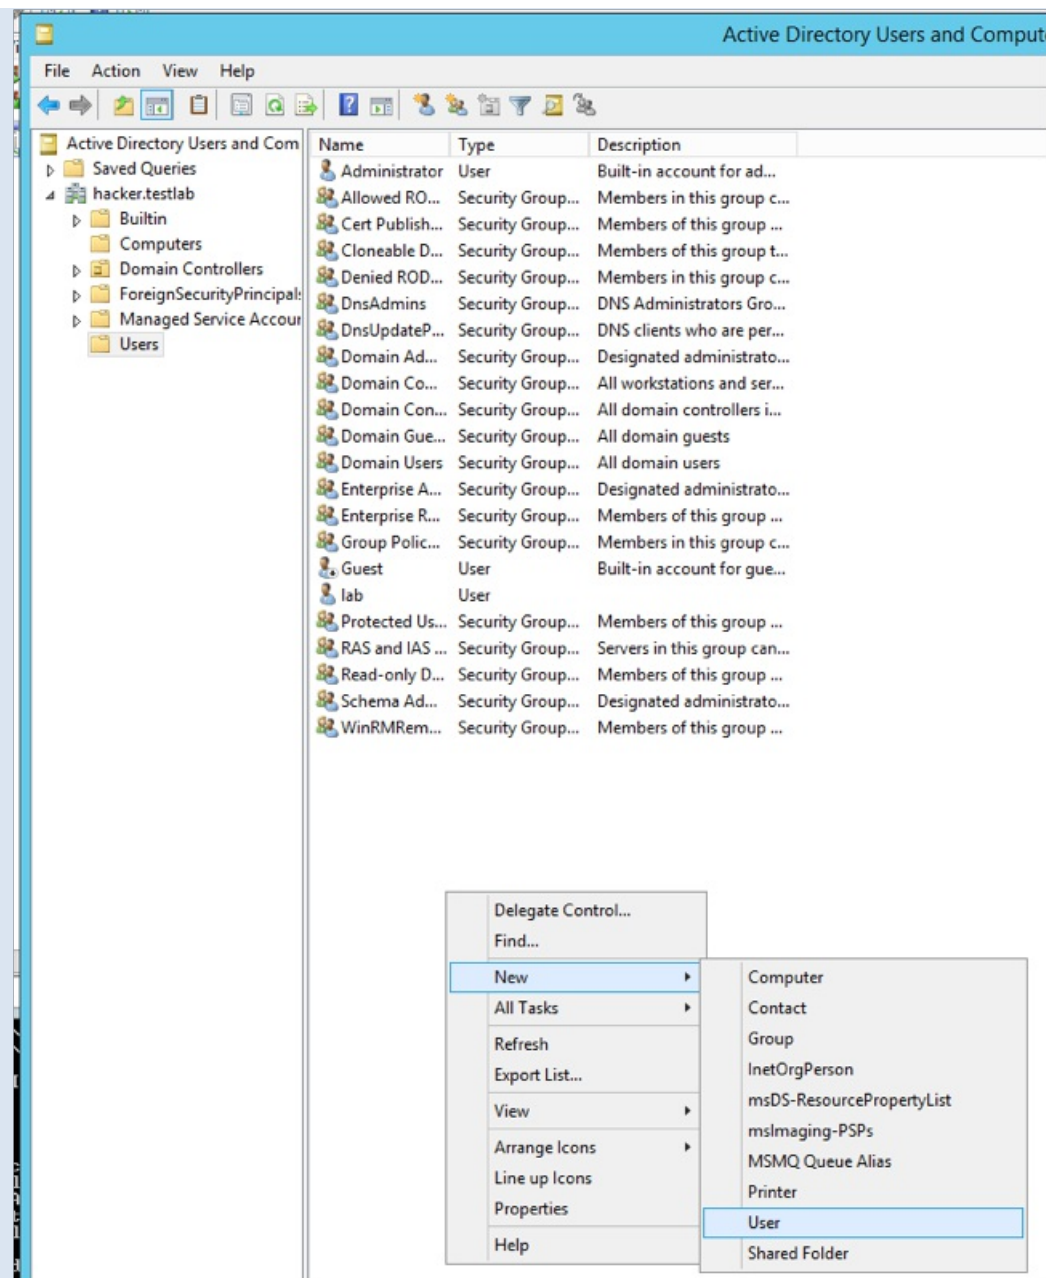 Active Directory Users and Comput
File Action View Help
Active Directory Users and Com
Saved Queries
hacker.testlab
Builtin
Computers
Domain Controllers
ForeignSecurityPrincipals
Managed Service Accour
Users
Name Type Description
Administrator User Built-in account for ad...
Allowed RO... Security Group... Members in this group c...
Cert Publish... Security Group... Members of this group ...
Cloneable D... Security Group... Members of this group t...
Denied ROD... Security Group... Members in this group c...
DnsAdmins Security Group... DNS Administrators Gro...
DnsUpdateP... Security Group... DNS clients who are per...
Domain Ad... Security Group... Designated administrato...
Domain Co... Security Group... All workstations and ser...
Domain Con... Security Group... All domain controllers i...
Domain Gue... Security Group... All domain guests
Domain Users Security Group... All domain users
Enterprise A... Security Group... Designated administrato...
Enterprise R... Security Group... Members of this group ...
Group Polic... Security Group... Members in this group c...
Guest User Built-in account for gue...
lab User
Protected Us... Security Group... Members of this group ...
RAS and IAS ... Security Group... Servers in this group can...
Read-only D... Security Group... Members of this group ...
Schema Ad... Security Group... Designated administrato...
WinRMRem... Security Group... Members of this group ...
Delegate Control...
Find...
New
All Tasks
Refresh
Export List...
View
Arrange Icons
Line up Icons
Properties
Help
Computer
Contact
Group
InetOrgPerson
msDS-ResourcePropertyList
msImaging-PSPs
MSMQ Queue Alias
Printer
User
Shared Folder